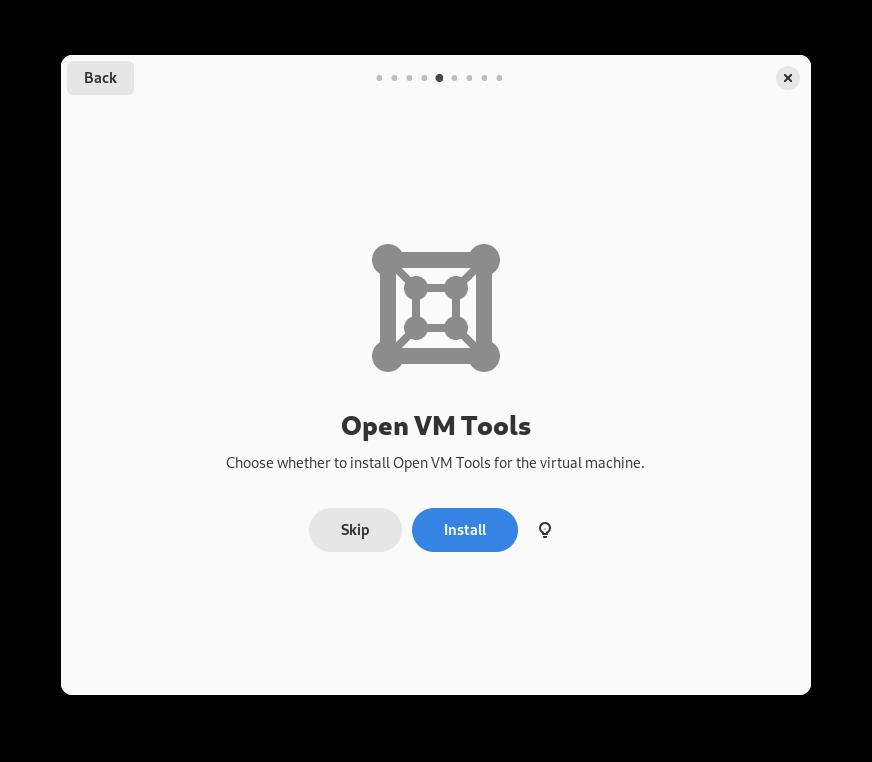 Back
Open VM Tools
Choose whether to install Open VM Tools for the virtual machine.
Skip
Install